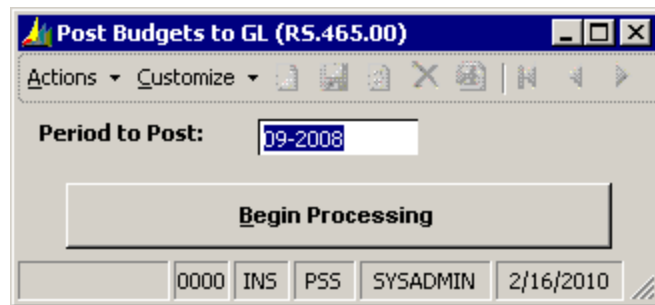 Post Budgets to GL (RS.465.00)
Actions Customize
Period to Post: 09-2008
Begin Processing
0000 INS PSS SYSADMIN 2/16/2010